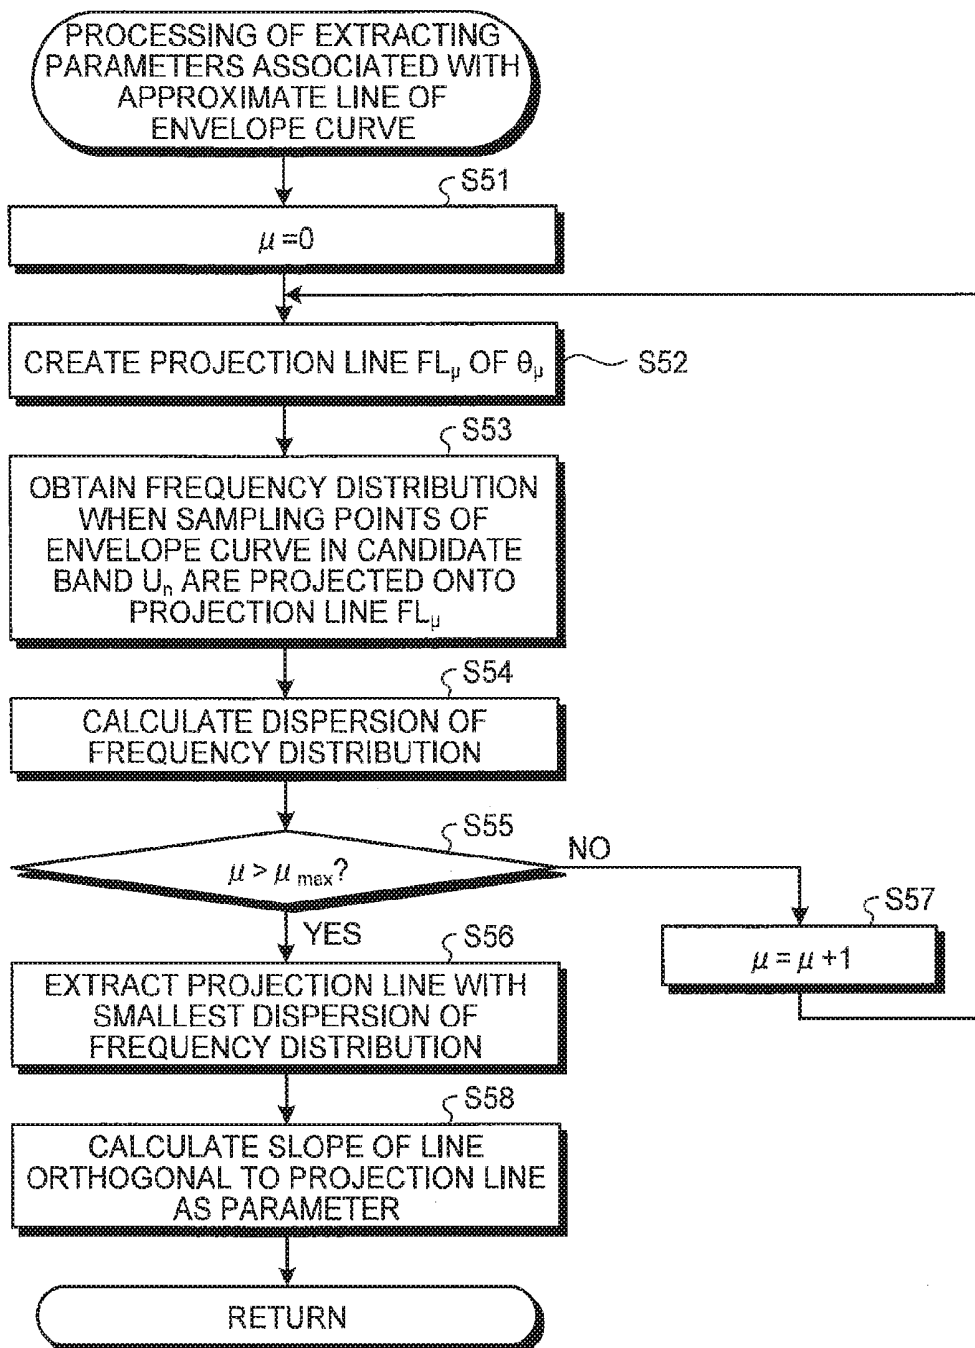 PROCESSING OF EXTRACTING
PARAMETERS ASSOCIATED WITH
APPROXIMATE LINE OF
ENVELOPE CURVE
S51
μ=0
CREATE PROJECTION LINE FLμ OF θμ
S52
S53
OBTAIN FREQUENCY DISTRIBUTION
WHEN SAMPLING POINTS OF
ENVELOPE CURVE IN CANDIDATE
BAND Un ARE PROJECTED ONTO
PROJECTION LINE FLμ
S54
CALCULATE DISPERSION OF
FREQUENCY DISTRIBUTION
S55
μ > μ max?
NO
YES
S57
μ = μ +1
S56
EXTRACT PROJECTION LINE WITH
SMALLEST DISPERSION OF
FREQUENCY DISTRIBUTION
S58
CALCULATE SLOPE OF LINE
ORTHOGONAL TO PROJECTION LINE
AS PARAMETER
RETURN